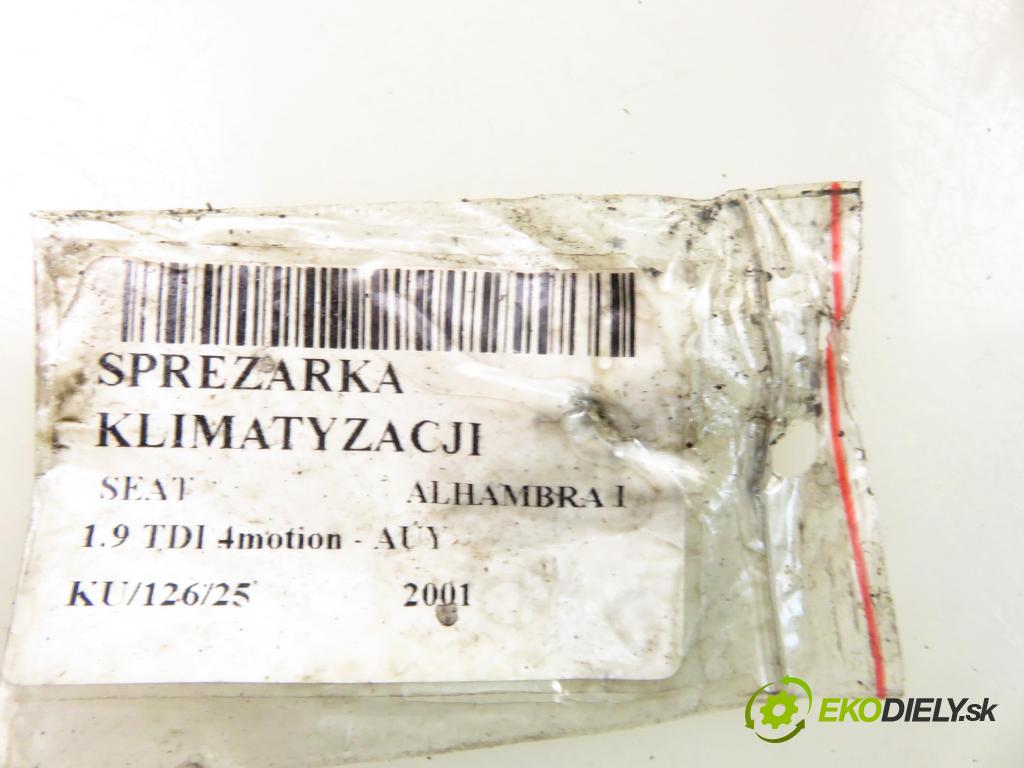 SPREZARKA
KLIMATYZACJI
SEAT ALHAMBRA I
1.9 TDI 4motion - AUY
KU/126/25 2001
EKODIELY.sk